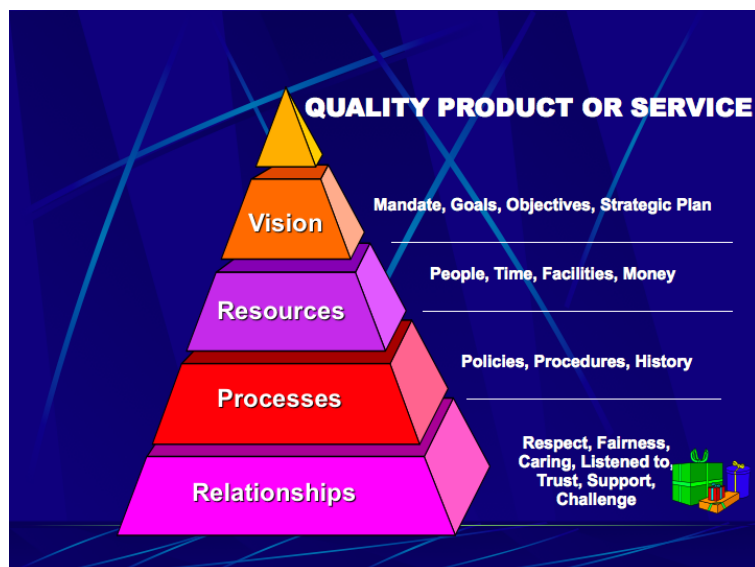 QUALITY PRODUCT OR SERVICE
Vision
Mandate, Goals, Objectives, Strategic Plan
Resources
People, Time, Facilities, Money
Processes
Policies, Procedures, History
Relationships
Respect, Fairness,
Caring, Listened to,
Trust, Support,
Challenge